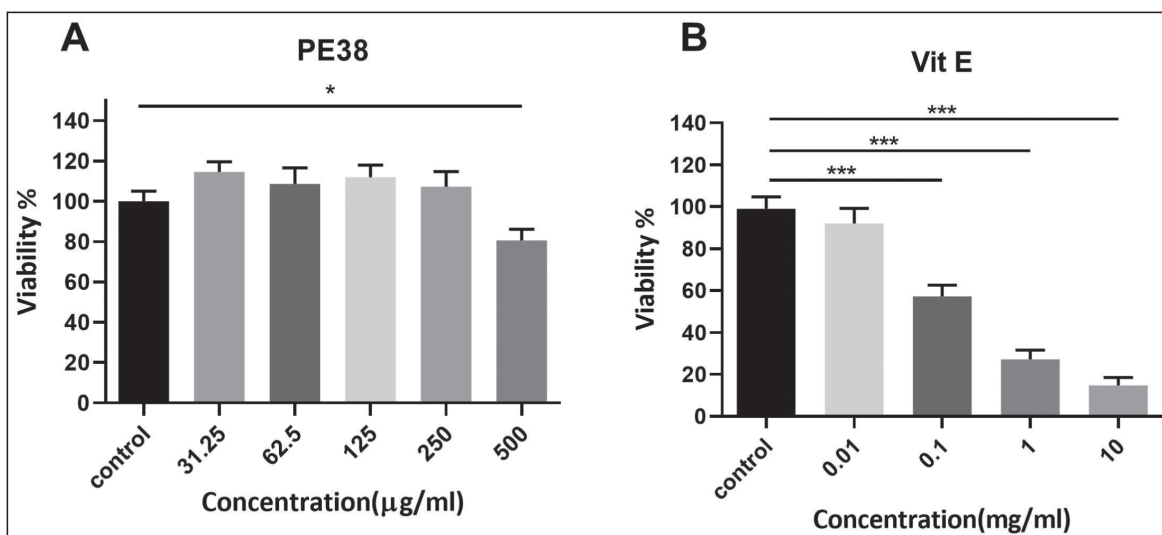 A
PE38
*
Viability %
140
120
100
80
60
40
20
0
control
31.25
62.5
125
250
500
Concentration(μg/ml)
B
Vit E
***
***
***
Viability %
140
120
100
80
60
40
20
0
control
0.01
0.1
1
10
Concentration(mg/ml)